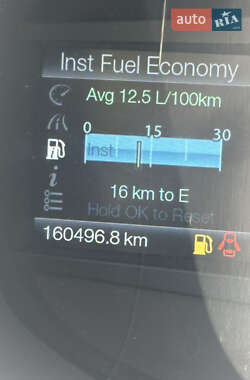 auto RIA .com
Inst Fuel Economy
Avg 12.5 L/100km
0 15 30
Inst
16 km to E
Hold OK to Reset
160496.8 km